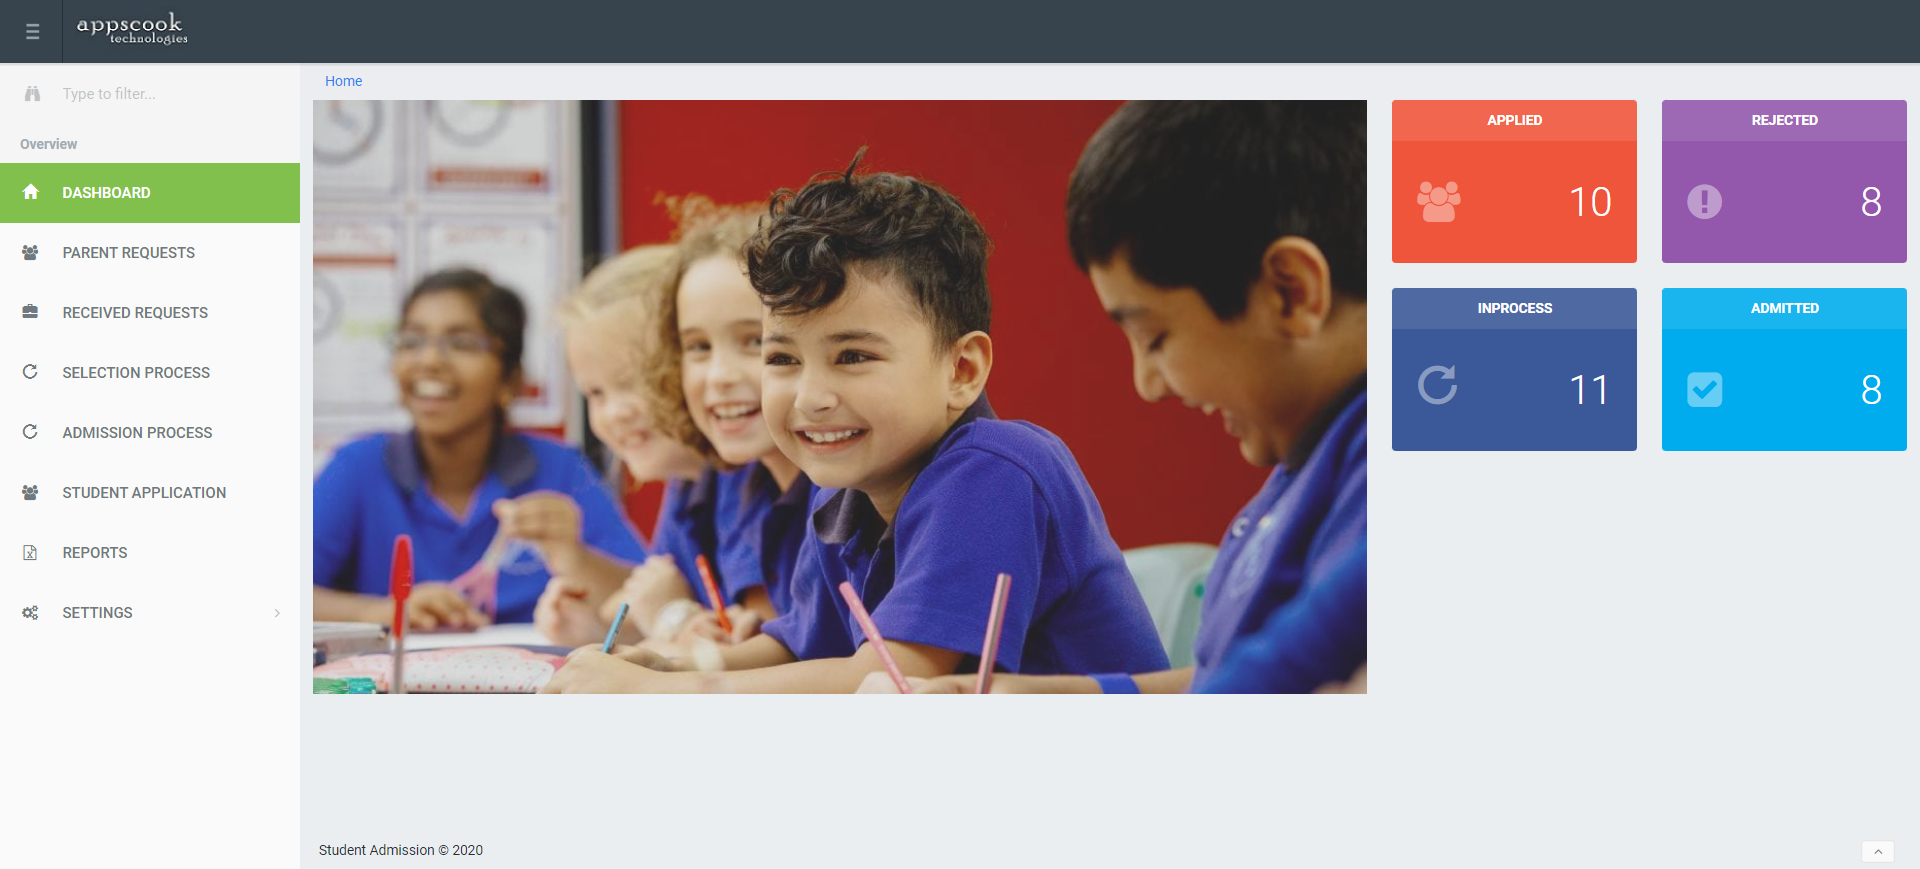 appscook
technologies
Type to filter...
Overview
DASHBOARD
PARENT REQUESTS
RECEIVED REQUESTS
SELECTION PROCESS
ADMISSION PROCESS
STUDENT APPLICATION
REPORTS
SETTINGS
Home
APPLIED
10
REJECTED
8
INPROCESS
11
ADMITTED
8
Student Admission © 2020